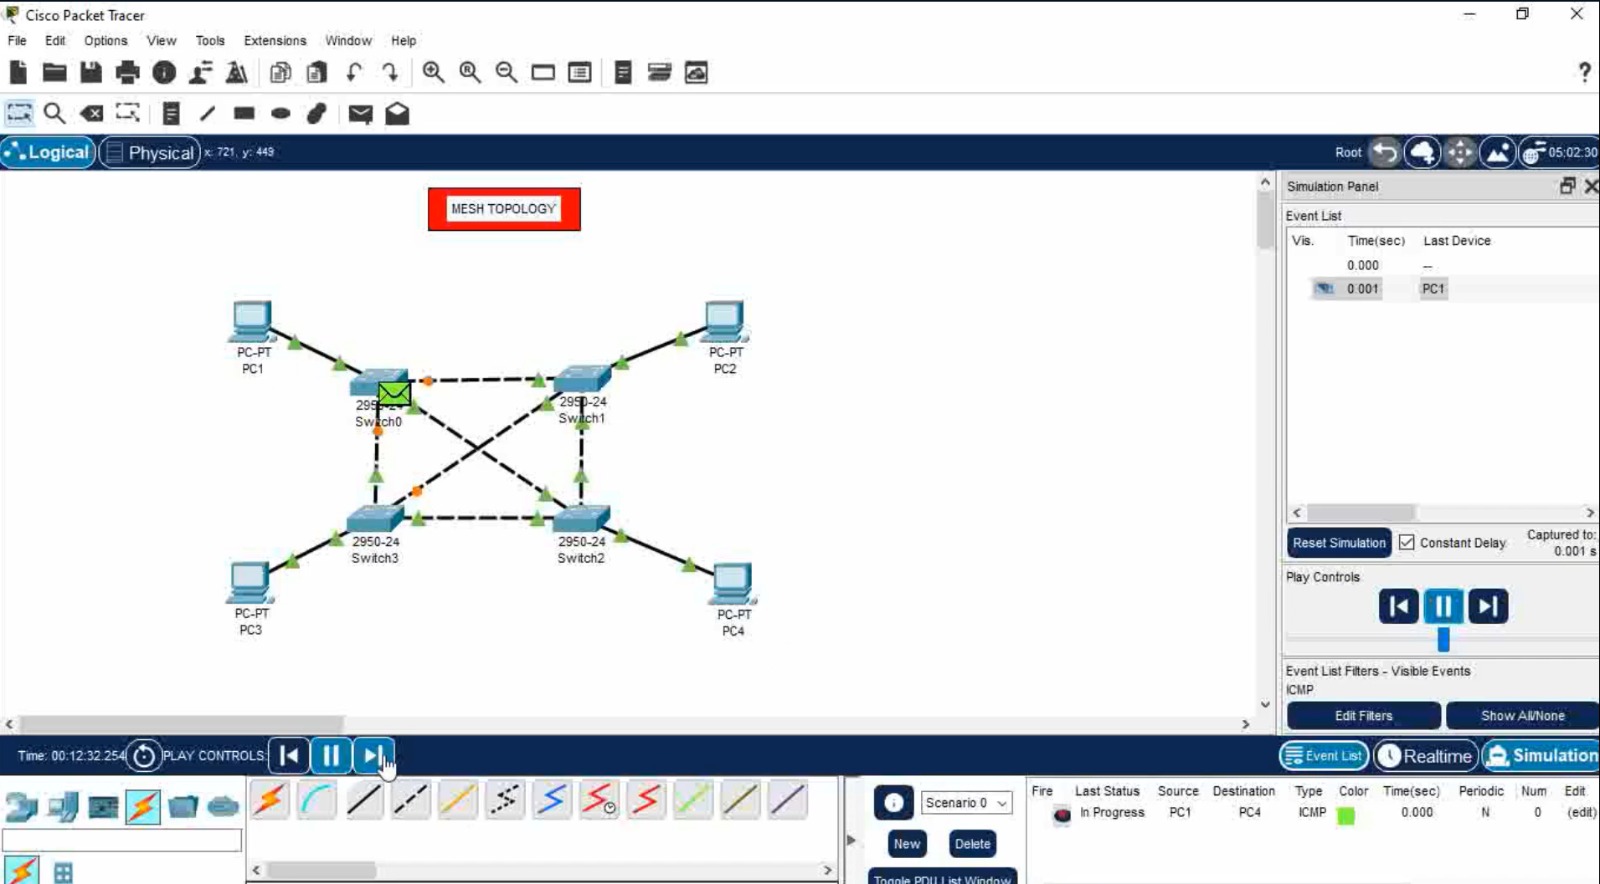 Cisco Packet Tracer
File Edit Options View Tools Extensions Window Help
Logical Physical x: 721, y: 449 Root 05:02:30
MESH TOPOLOGY
PC-PT
PC1
PC-PT
PC2
2950-24
Switch0
2950-24
Switch1
2950-24
Switch3
2950-24
Switch2
PC-PT
PC3
PC-PT
PC4
Simulation Panel
Event List
Vis. Time(sec) Last Device
0.000 --
0.001 PC1
Reset Simulation Constant Delay Captured to:
0.001 s
Play Controls
Event List Filters - Visible Events
ICMP
Edit Filters Show All/None
Time: 00:12:32.254 PLAY CONTROLS: Event List Realtime Simulation
Scenario 0
New Delete
Toggle PDU List Window
Fire Last Status Source Destination Type Color Time(sec) Periodic Num Edit
In Progress PC1 PC4 ICMP 0.000 N 0 (edit)